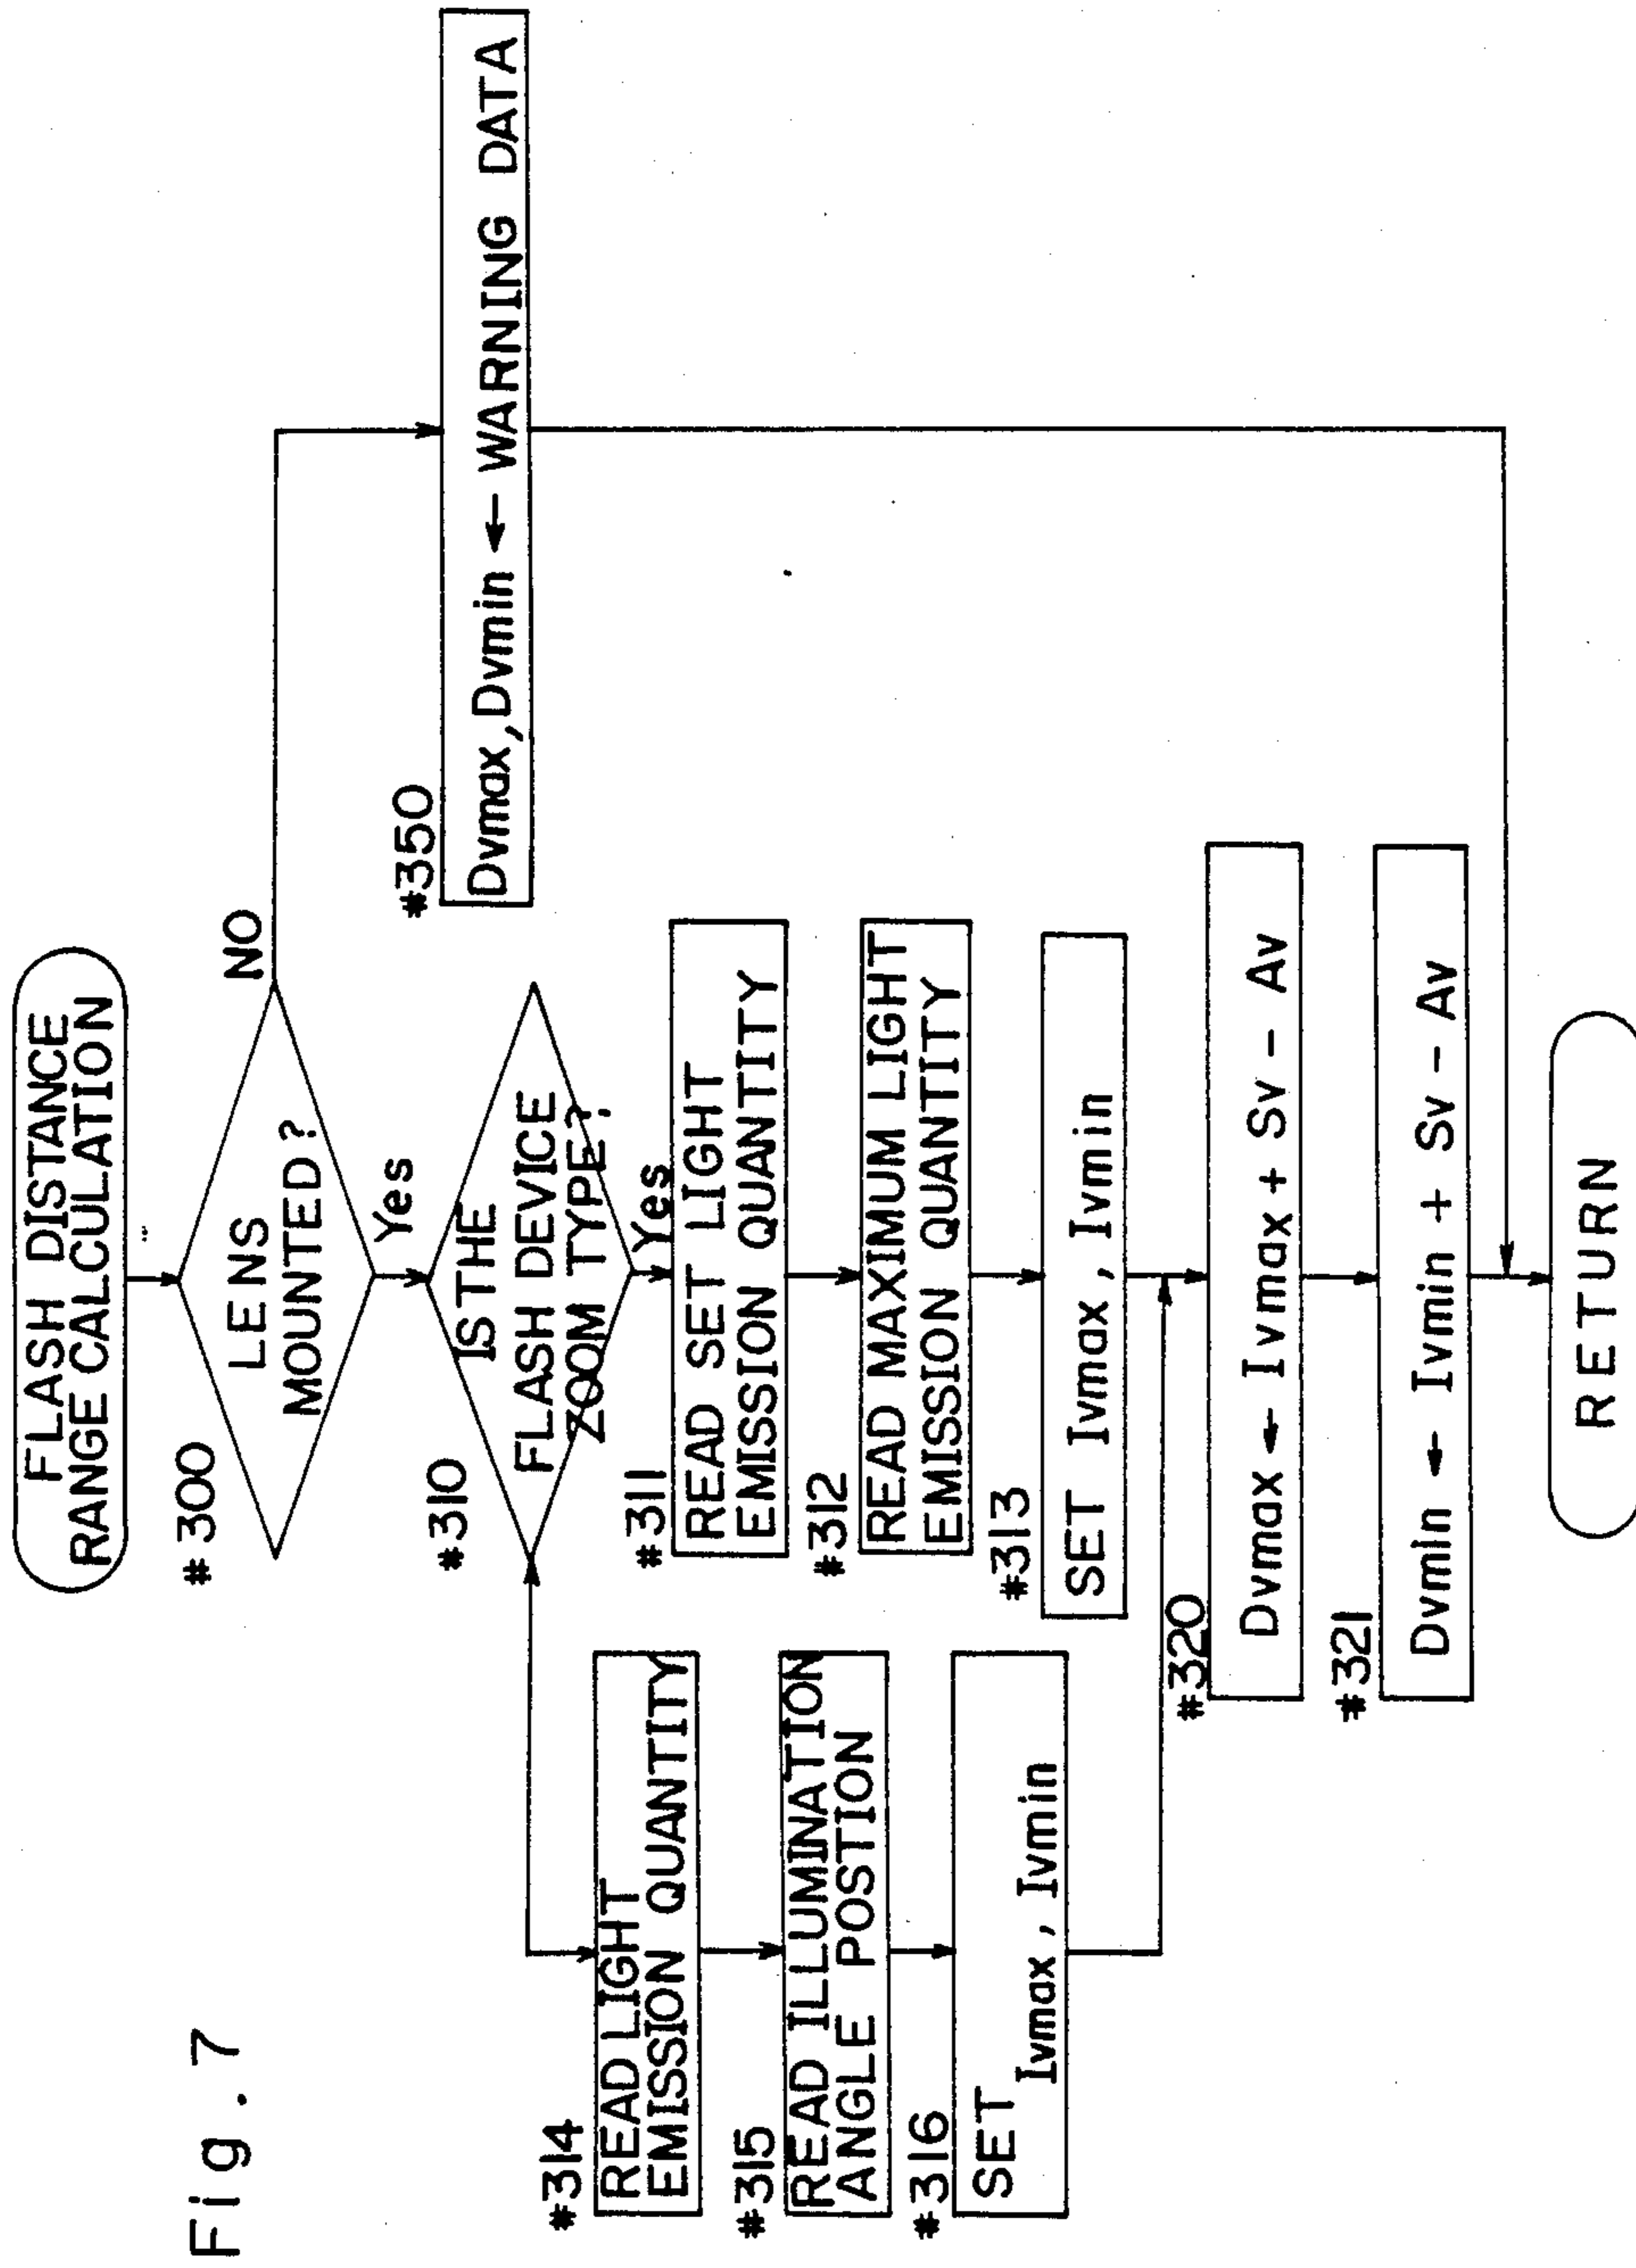 Fig. 7
FLASH DISTANCE
RANGE CALCULATION
#300
LENS
MOUNTED?
NO
Yes
#310
IS THE
FLASH DEVICE
ZOOM TYPE?
Yes
#350
Dvmax, Dvmin ← WARNING DATA
#311
READ SET LIGHT
EMISSION QUANTITY
#312
READ MAXIMUM LIGHT
EMISSION QUANTITY
#313
SET Ivmax, Ivmin
#314
READ LIGHT
EMISSION QUANTITY
#315
READ ILLUMINATION
ANGLE POSTION
#316
SET
Ivmax, Ivmin
#320
Dvmax ← Ivmax + Sv - Av
#321
Dvmin ← Ivmin + Sv - Av
RETURN